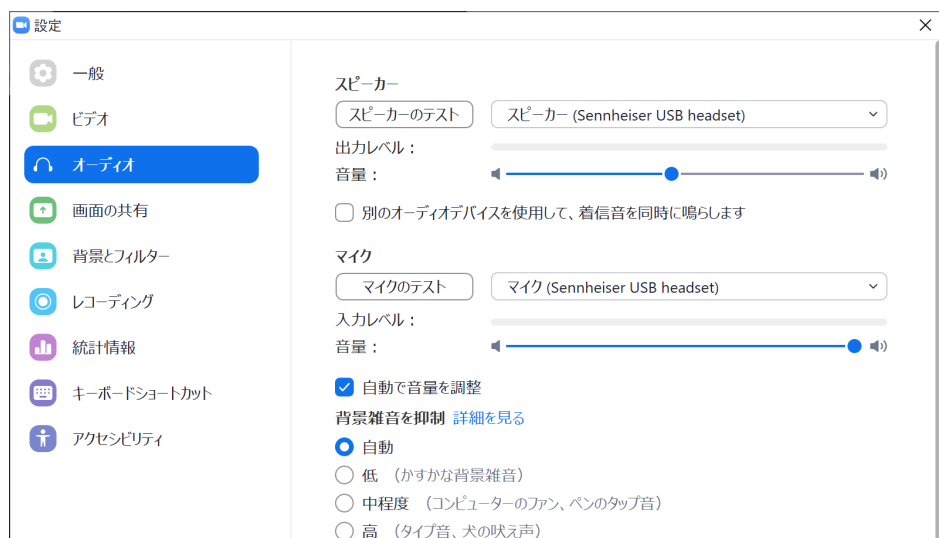 設定
一般
ビデオ
オーディオ
画面の共有
背景とフィルター
レコーディング
統計情報
キーボードショートカット
アクセシビリティ
スピーカー
スピーカーのテスト スピーカー (Sennheiser USB headset)
出力レベル：
音量：
別のオーディオデバイスを使用して、着信音を同時に鳴らします
マイク
マイクのテスト マイク (Sennheiser USB headset)
入力レベル：
音量：
自動で音量を調整
背景雑音を抑制 詳細を見る
自動
低 （かすかな背景雑音）
中程度 （コンピューターのファン、ペンのタップ音）
高 （タイプ音、犬の吠え声）